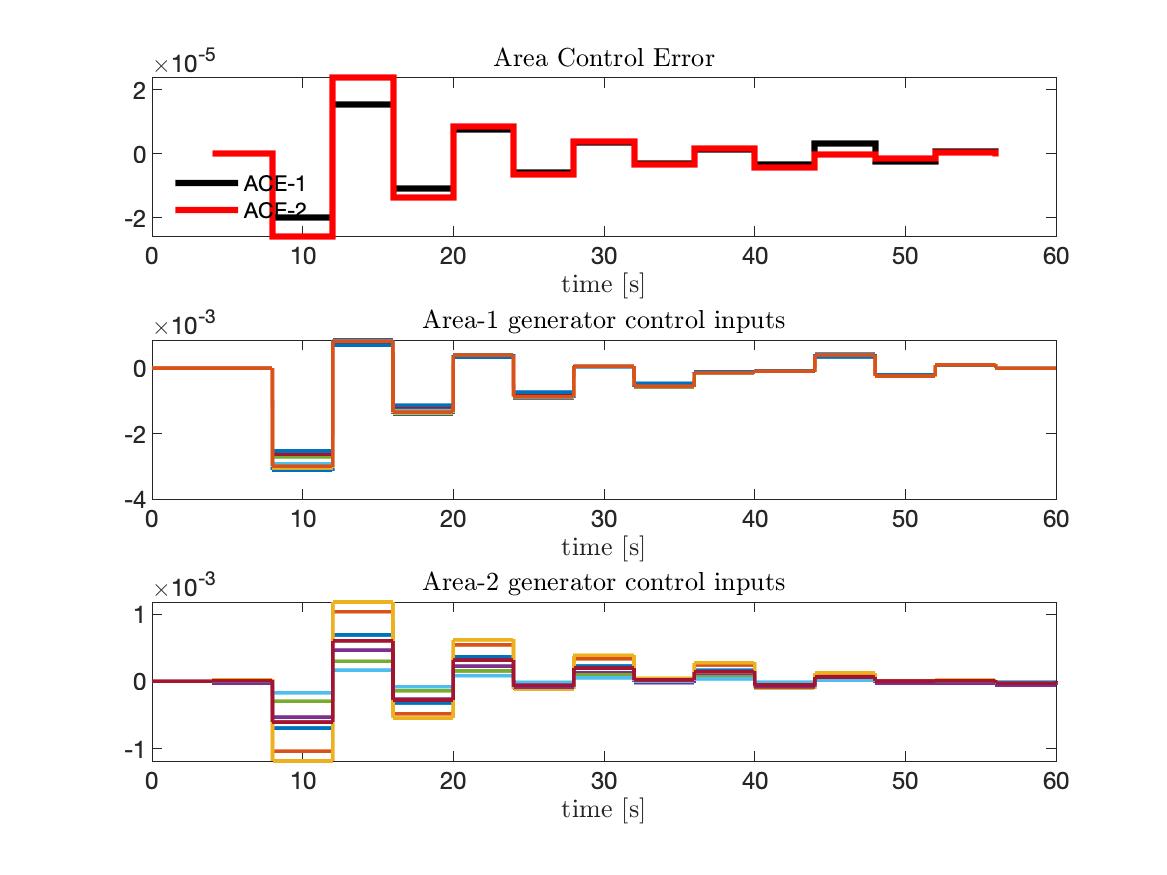 ×10-5
Area Control Error
2
0
-2
ACE-1
ACE-2
0 10 20 30 40 50 60
time [s]
×10-3
Area-1 generator control inputs
0
-2
-4
0 10 20 30 40 50 60
time [s]
×10-3
Area-2 generator control inputs
1
0
-1
0 10 20 30 40 50 60
time [s]